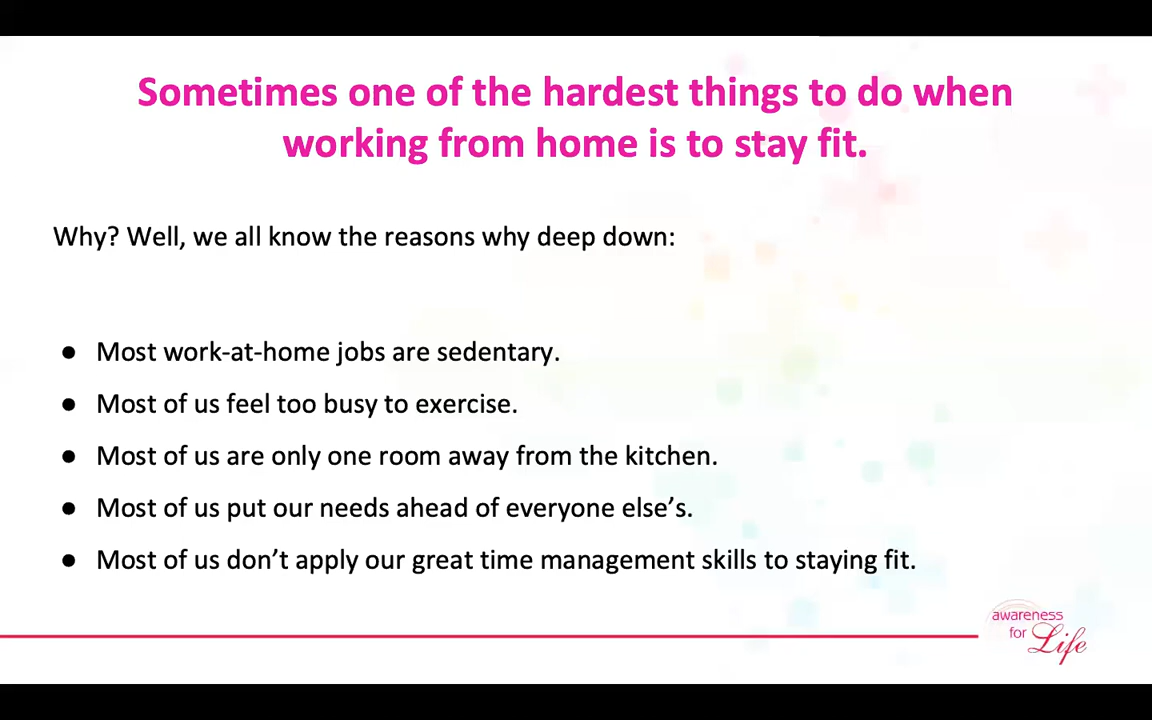 Sometimes one of the hardest things to do when
working from home is to stay fit.
Why? Well, we all know the reasons why deep down:
● Most work-at-home jobs are sedentary.
● Most of us feel too busy to exercise.
● Most of us are only one room away from the kitchen.
● Most of us put our needs ahead of everyone else’s.
● Most of us don’t apply our great time management skills to staying fit.
awareness
for Life